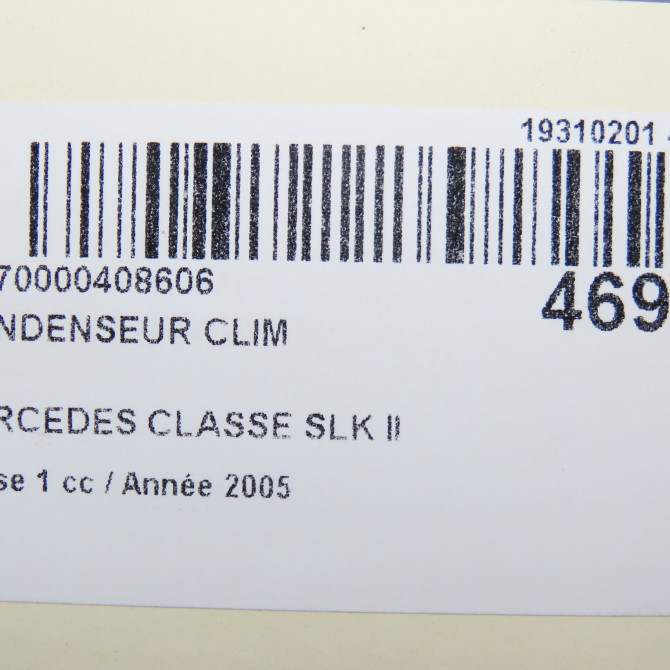 19310201
70000408606
469
NDENSEUR CLIM
RCEDES CLASSE SLK II
se 1 cc / Année 2005